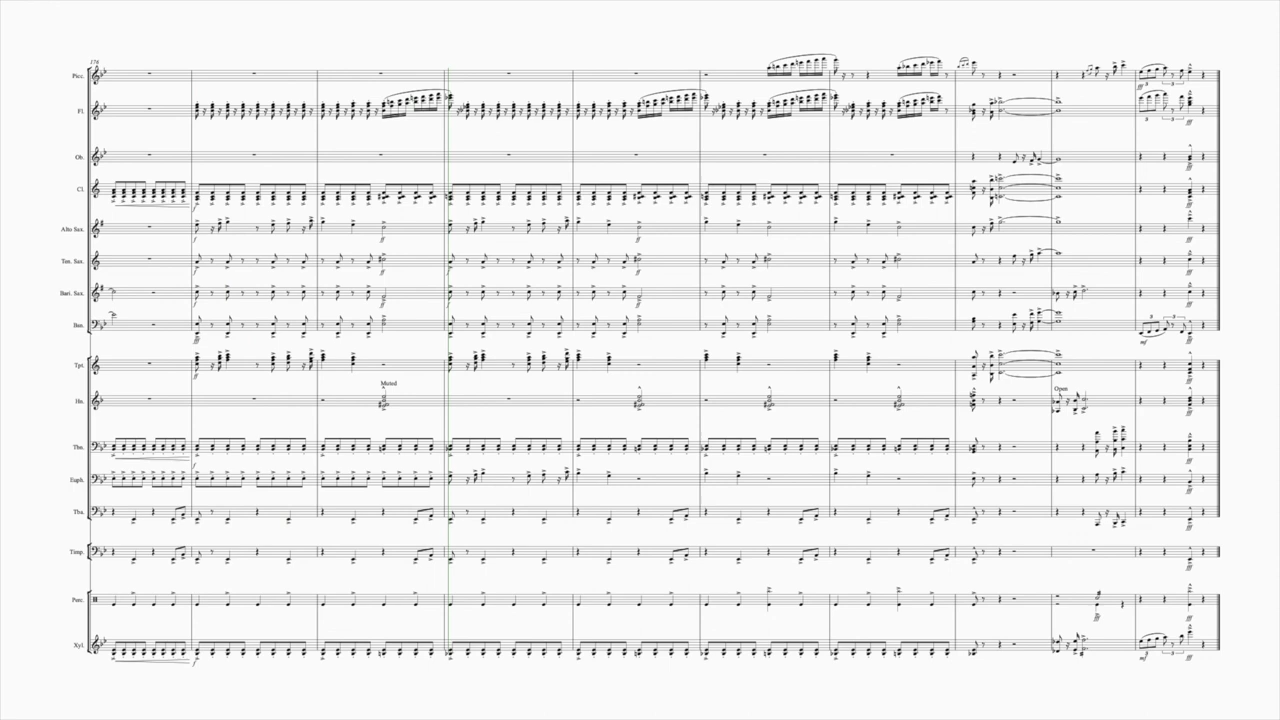 176
Picc.
Fl.
Ob.
Cl.
Alto Sax.
Ten. Sax.
Bari. Sax.
Bsn.
Tpt.
Muted
Open
Hn.
Tbn.
Euph.
Tba.
Timp.
Perc.
Xyl.